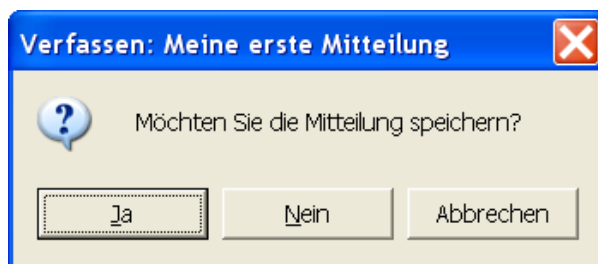 Verfassen: Meine erste Mitteilung
Möchten Sie die Mitteilung speichern?
Ja Nein Abbrechen